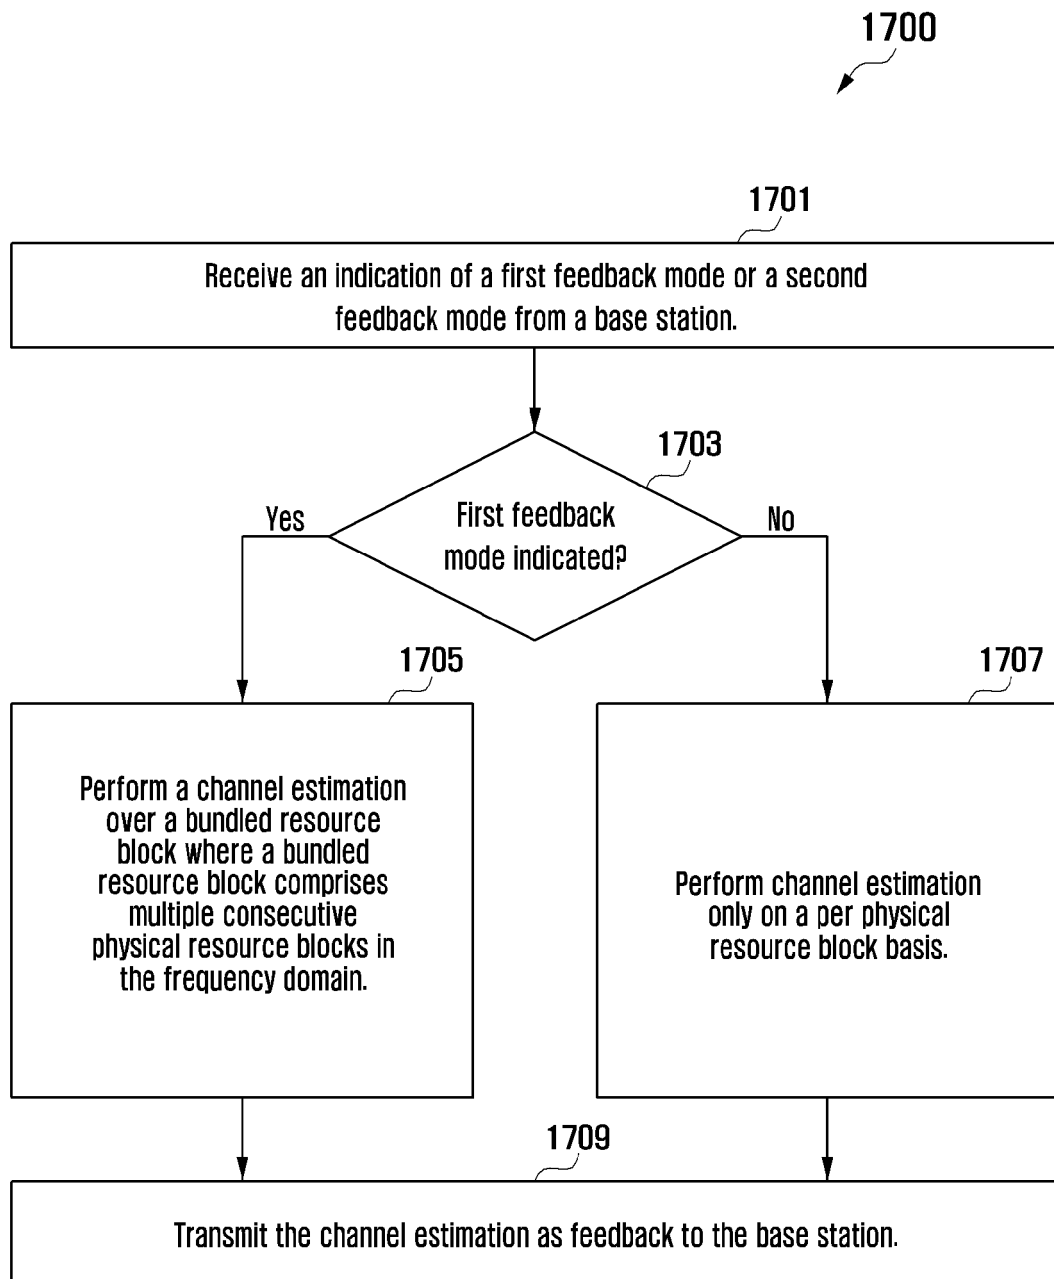 1700
1701
Receive an indication of a first feedback mode or a second
feedback mode from a base station.
1703
First feedback
mode indicated?
Yes
No
1705
Perform a channel estimation
over a bundled resource
block where a bundled
resource block comprises
multiple consecutive
physical resource blocks in
the frequency domain.
1707
Perform channel estimation
only on a per physical
resource block basis.
1709
Transmit the channel estimation as feedback to the base station.